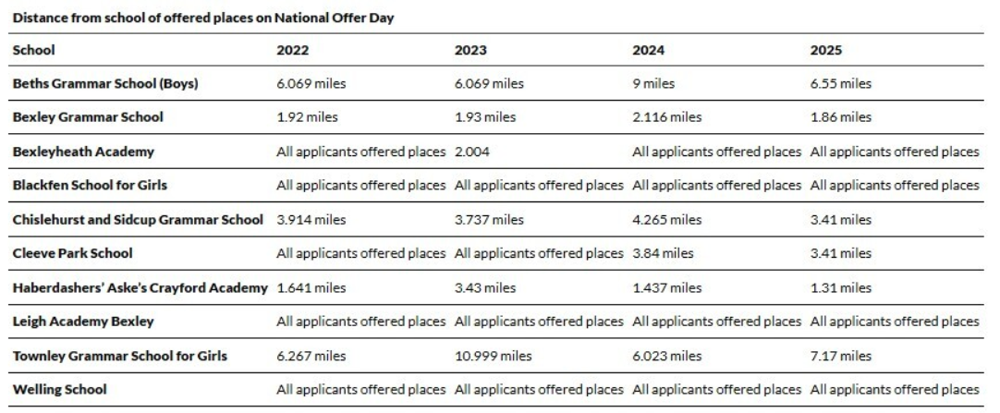 Distance from school of offered places on National Offer Day
School 2022 2023 2024 2025
Beths Grammar School (Boys) 6.069 miles 6.069 miles 9 miles 6.55 miles
Bexley Grammar School 1.92 miles 1.93 miles 2.116 miles 1.86 miles
Bexleyheath Academy All applicants offered places 2.004 All applicants offered places All applicants offered places
Blackfen School for Girls All applicants offered places All applicants offered places All applicants offered places All applicants offered places
Chislehurst and Sidcup Grammar School 3.914 miles 3.737 miles 4.265 miles 3.41 miles
Cleeve Park School All applicants offered places All applicants offered places 3.84 miles 3.41 miles
Haberdashers’ Aske’s Crayford Academy 1.641 miles 3.43 miles 1.437 miles 1.31 miles
Leigh Academy Bexley All applicants offered places All applicants offered places All applicants offered places All applicants offered places
Townley Grammar School for Girls 6.267 miles 10.999 miles 6.023 miles 7.17 miles
Welling School All applicants offered places All applicants offered places All applicants offered places All applicants offered places